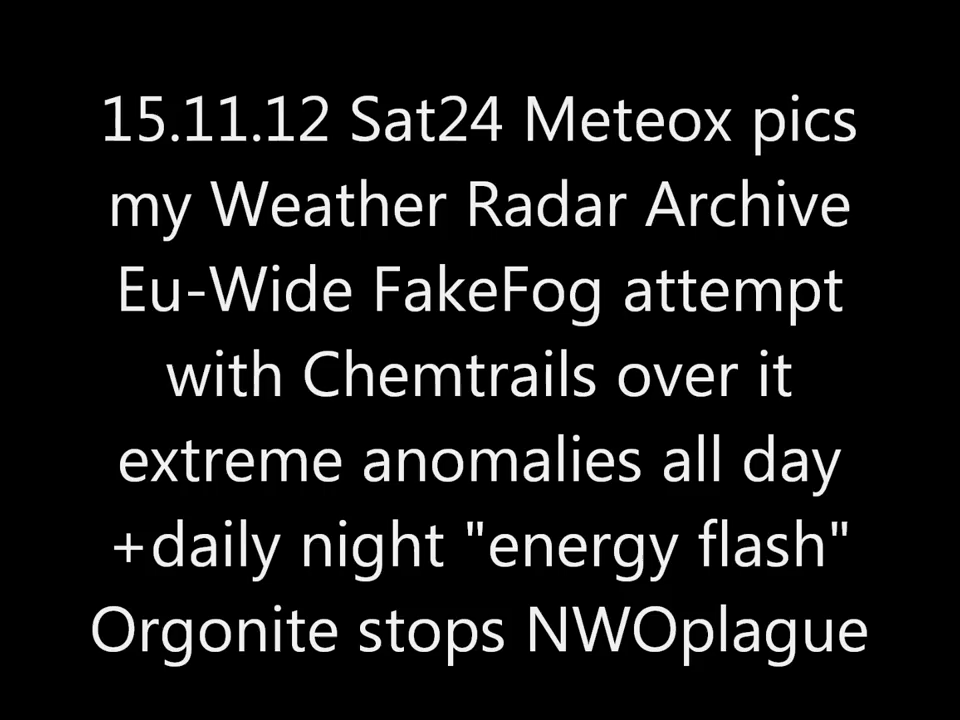 15.11.12 Sat24 Meteox pics
my Weather Radar Archive
Eu-Wide FakeFog attempt
with Chemtrails over it
extreme anomalies all day
+daily night "energy flash"
Orgonite stops NWOplague